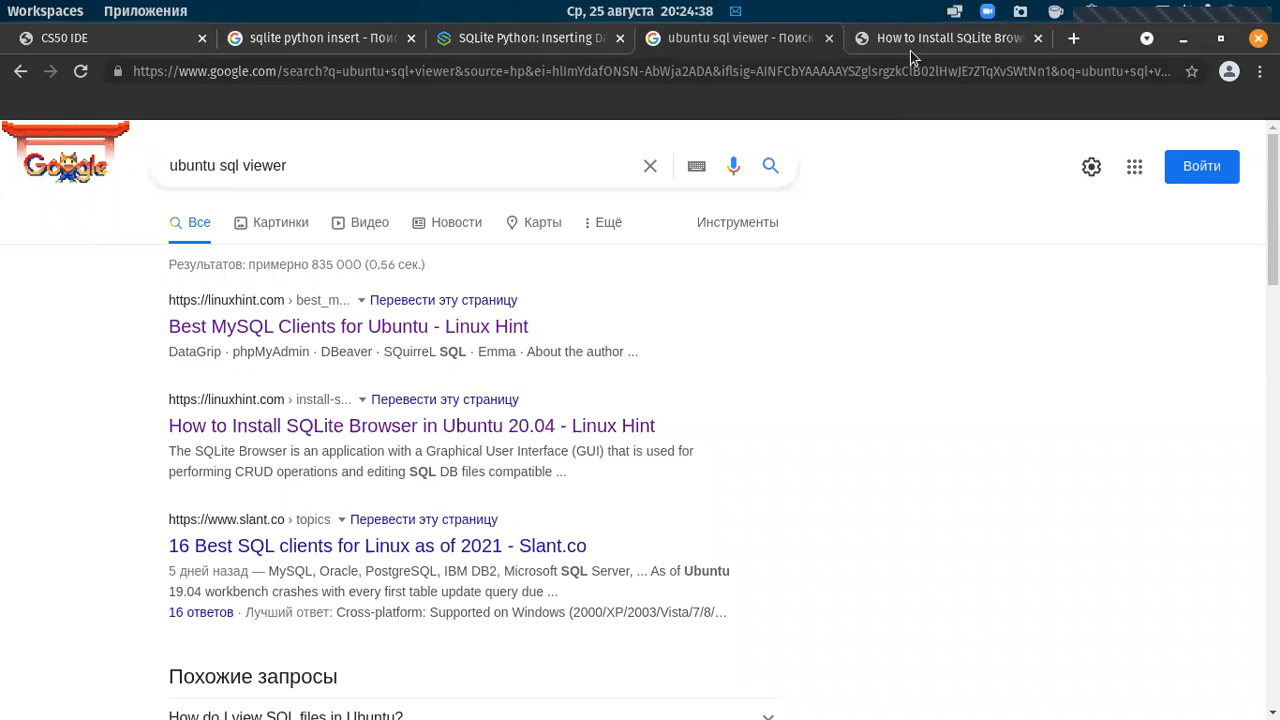 Workspaces Приложения Ср, 25 августа 20:24:38
CS50 IDE sqlite python insert - Пои SQLite Python: Inserting Da ubuntu sql viewer - Поиск How to Install SQLite Brow
https://www.google.com/search?q=ubuntu+sql+viewer&source=hp&ei=hlImYdafONSN-AbWja2ADA&iflsig=AINFCbYAAAAAYSZglsrgzkClB02lHwJE7ZTqXvSWtNn1&oq=ubuntu+sql+v...
Google
ubuntu sql viewer
Войти
Все Картинки Видео Новости Карты Ещё Инструменты
Результатов: примерно 835 000 (0,56 сек.)
https://linuxhint.com › best_m... Перевести эту страницу
Best MySQL Clients for Ubuntu - Linux Hint
DataGrip · phpMyAdmin · DBeaver · SQuirreL SQL · Emma · About the author ...
https://linuxhint.com › install-s... Перевести эту страницу
How to Install SQLite Browser in Ubuntu 20.04 - Linux Hint
The SQLite Browser is an application with a Graphical User Interface (GUI) that is used for
performing CRUD operations and editing SQL DB files compatible ...
https://www.slant.co › topics Перевести эту страницу
16 Best SQL clients for Linux as of 2021 - Slant.co
5 дней назад — MySQL, Oracle, PostgreSQL, IBM DB2, Microsoft SQL Server, ... As of Ubuntu
19.04 workbench crashes with every first table update query due ...
16 ответов · Лучший ответ: Cross-platform: Supported on Windows (2000/XP/2003/Vista/7/8/...
Похожие запросы
How do I view SQL files in Ubuntu?